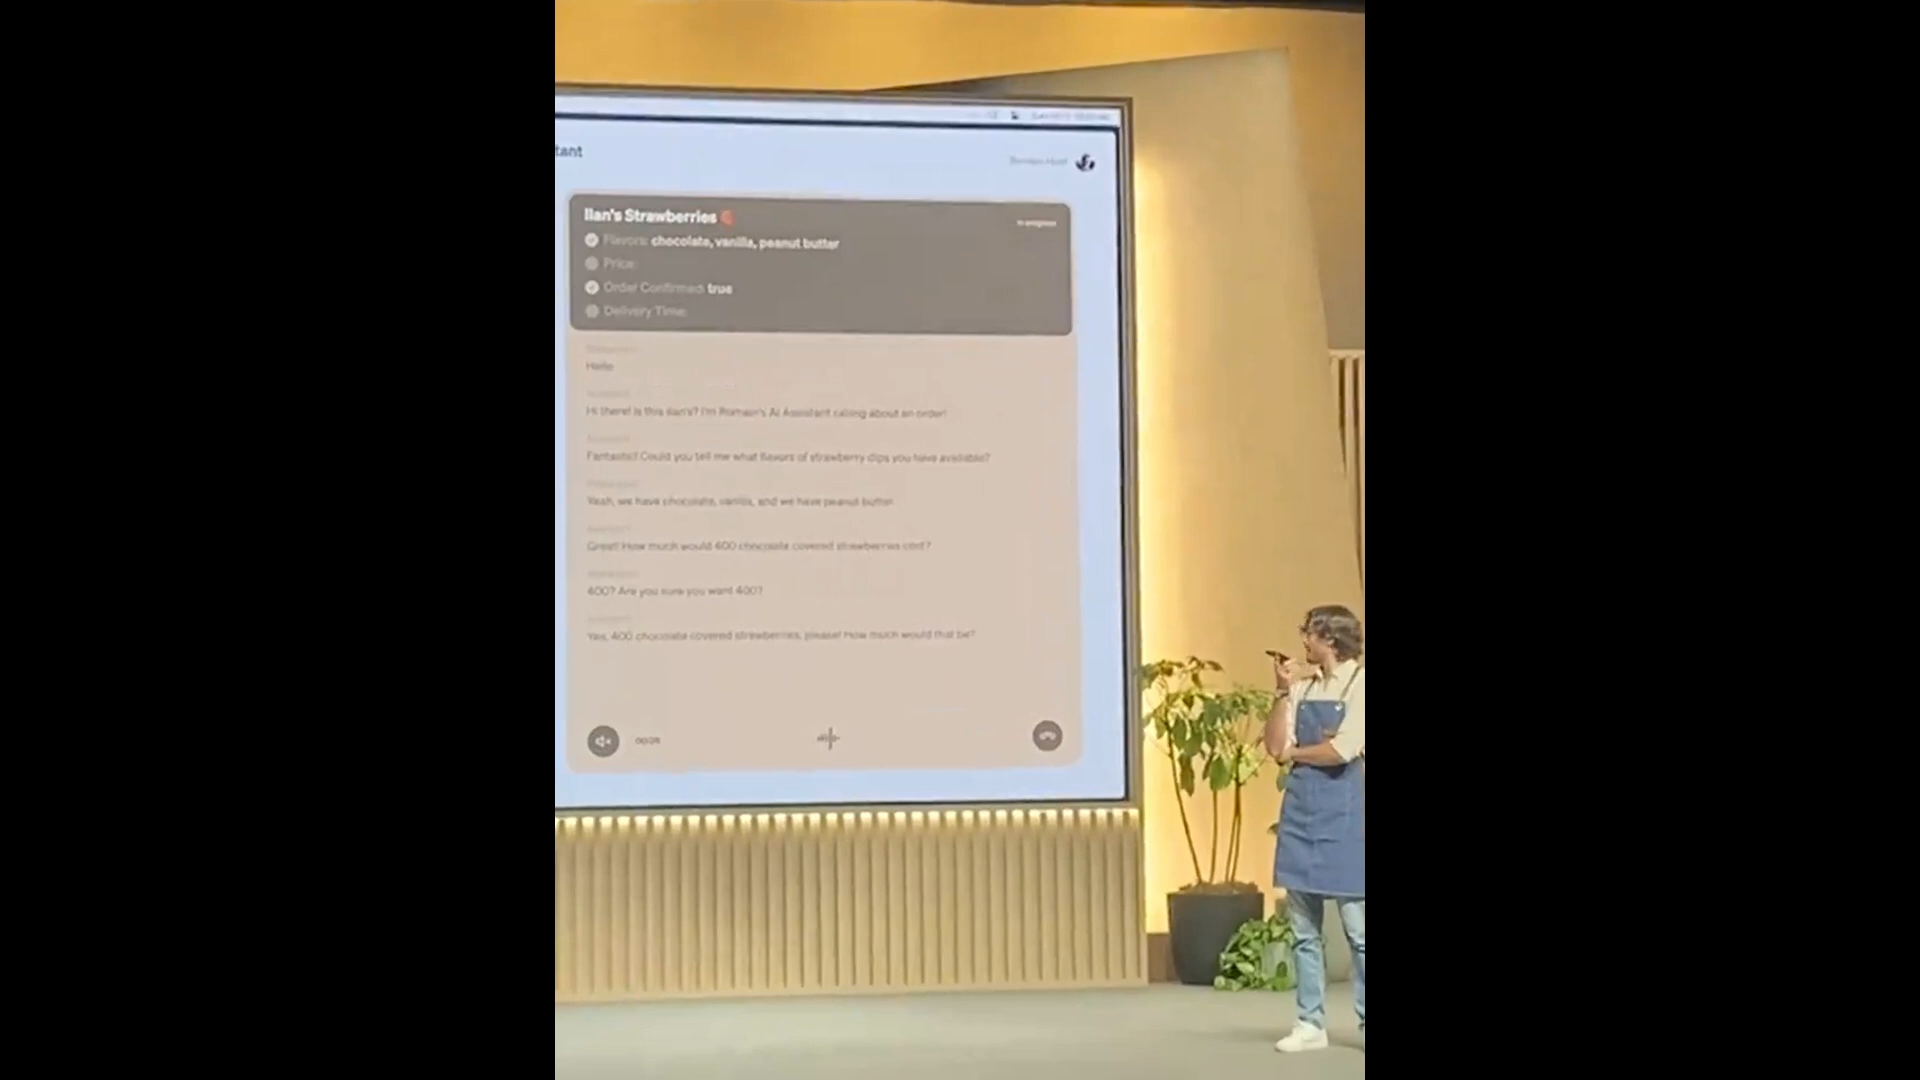 tant
Ilan's Strawberries
Flavors: chocolate, vanilla, peanut butter
Price:
Order Confirmed: true
Delivery Time:
Hello
Hi there! Is this Ilan's? I'm Romain's AI Assistant calling about an order!
Fantastic! Could you tell me what flavors of strawberry dips you have available?
Yeah, we have chocolate, vanilla, and we have peanut butter.
Great! How much would 400 chocolate covered strawberries cost?
400? Are you sure you want 400?
Yes, 400 chocolate covered strawberries, please! How much would that be?